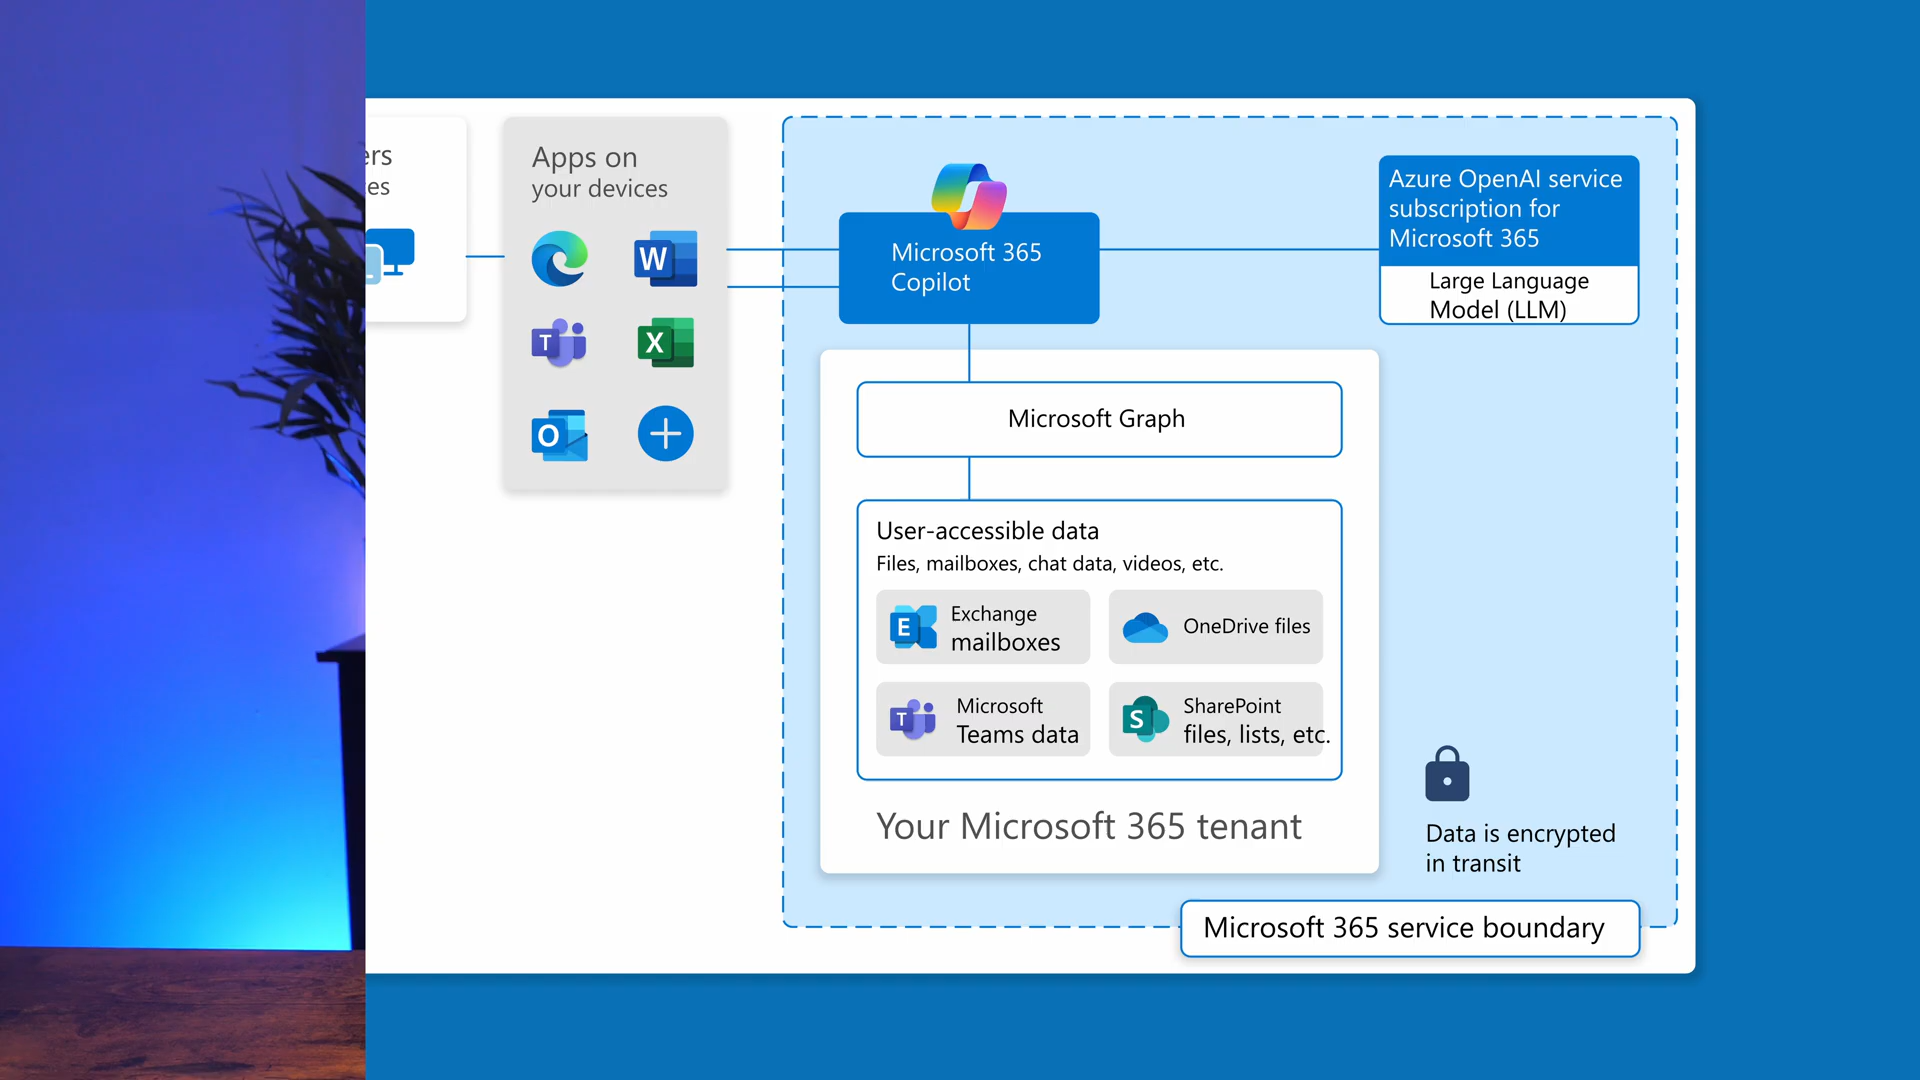 ers
es
Apps on
your devices
W
T
X
O
Microsoft 365
Copilot
Azure OpenAI service
subscription for
Microsoft 365
Large Language
Model (LLM)
Microsoft Graph
User-accessible data
Files, mailboxes, chat data, videos, etc.
E
Exchange
mailboxes
OneDrive files
T
Microsoft
Teams data
S
SharePoint
files, lists, etc.
Your Microsoft 365 tenant
Data is encrypted
in transit
Microsoft 365 service boundary